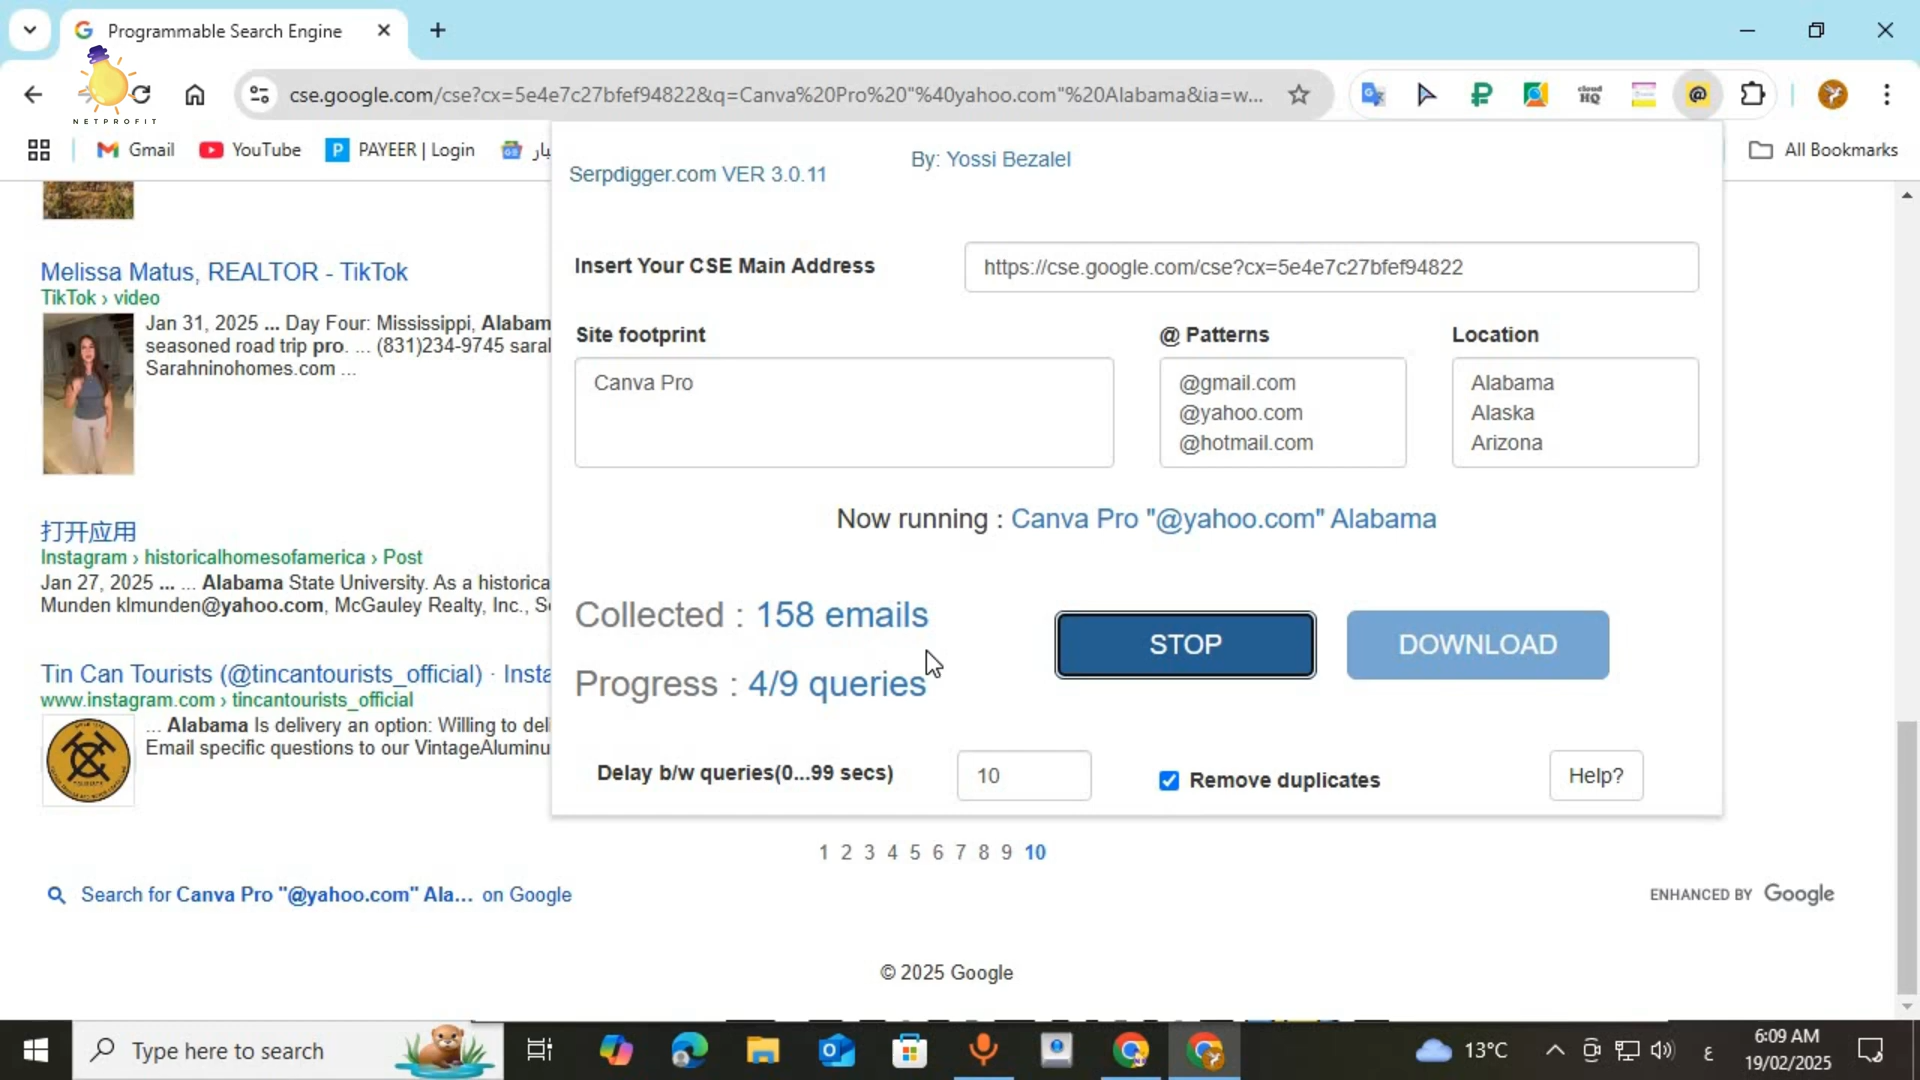 Programmable Search Engine
cse.google.com/cse?cx=5e4e7c27bfef94822&q=Canva%20Pro%20"%40yahoo.com"%20Alabama&ia=w...
cloud HQ
NETPROFIT
Gmail
YouTube
PAYEER | Login
All Bookmarks
Serpdigger.com VER 3.0.11
By: Yossi Bezalel
Insert Your CSE Main Address
https://cse.google.com/cse?cx=5e4e7c27bfef94822
Site footprint
@ Patterns
Location
Canva Pro
@gmail.com
@yahoo.com
@hotmail.com
Alabama
Alaska
Arizona
Now running : Canva Pro "@yahoo.com" Alabama
Collected : 158 emails
Progress : 4/9 queries
STOP
DOWNLOAD
Delay b/w queries(0...99 secs)
10
Remove duplicates
Help?
Melissa Matus, REALTOR - TikTok
TikTok › video
Jan 31, 2025 ... Day Four: Mississippi, Alabam
seasoned road trip pro. ... (831)234-9745 saral
Sarahninohomes.com ...
打开应用
Instagram › historicalhomesofamerica › Post
Jan 27, 2025 ... ... Alabama State University. As a historica
Munden klmunden@yahoo.com, McGauley Realty, Inc., S
Tin Can Tourists (@tincantourists_official) · Insta
www.instagram.com › tincantourists_official
... Alabama Is delivery an option: Willing to deli
Email specific questions to our VintageAluminu
1 2 3 4 5 6 7 8 9 10
Search for Canva Pro "@yahoo.com" Ala... on Google
ENHANCED BY Google
© 2025 Google
Type here to search
13°C
ع
6:09 AM
19/02/2025